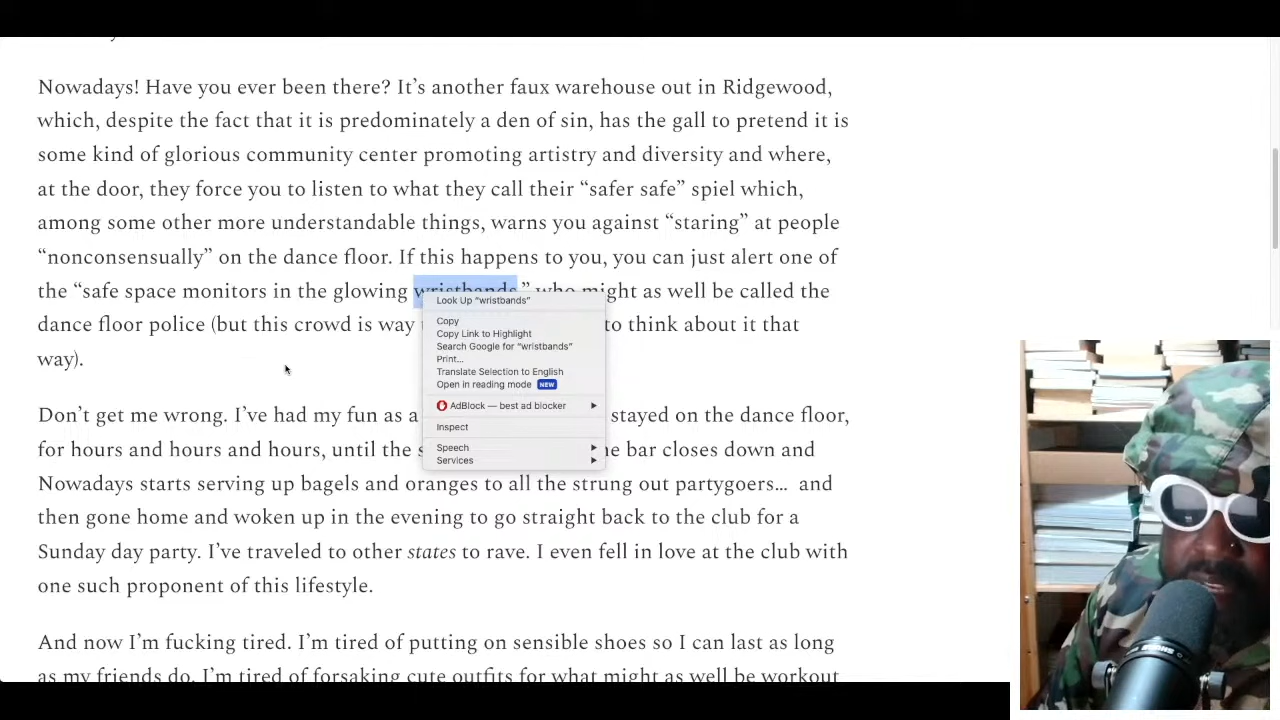 Nowadays! Have you ever been there? It’s another faux warehouse out in Ridgewood,
which, despite the fact that it is predominately a den of sin, has the gall to pretend it is
some kind of glorious community center promoting artistry and diversity and where,
at the door, they force you to listen to what they call their “safer safe” spiel which,
among some other more understandable things, warns you against “staring” at people
“nonconsensually” on the dance floor. If this happens to you, you can just alert one of
the “safe space monitors in the glowing wristbands,” who might as well be called the
dance floor police (but this crowd is way to think about it that
way).
Look Up “wristbands”
Copy
Copy Link to Highlight
Search Google for “wristbands”
Print...
Translate Selection to English
Open in reading mode NEW
AdBlock — best ad blocker
Inspect
Speech
Services
Don’t get me wrong. I’ve had my fun as a stayed on the dance floor,
for hours and hours and hours, until the bar closes down and
Nowadays starts serving up bagels and oranges to all the strung out partygoers… and
then gone home and woken up in the evening to go straight back to the club for a
Sunday day party. I’ve traveled to other states to rave. I even fell in love at the club with
one such proponent of this lifestyle.
And now I’m fucking tired. I’m tired of putting on sensible shoes so I can last as long
as my friends do. I’m tired of forsaking cute outfits for what might as well be workout